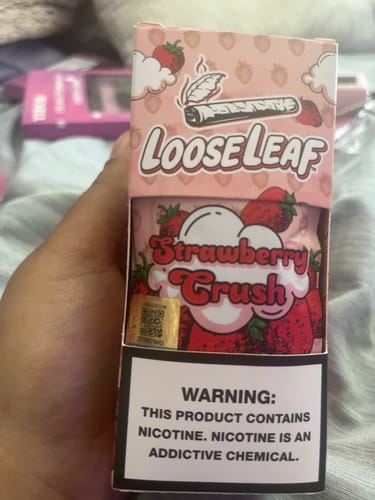 LOOSELEAF
Strawberry
Crush
WARNING:
THIS PRODUCT CONTAINS
NICOTINE. NICOTINE IS AN
ADDICTIVE CHEMICAL.